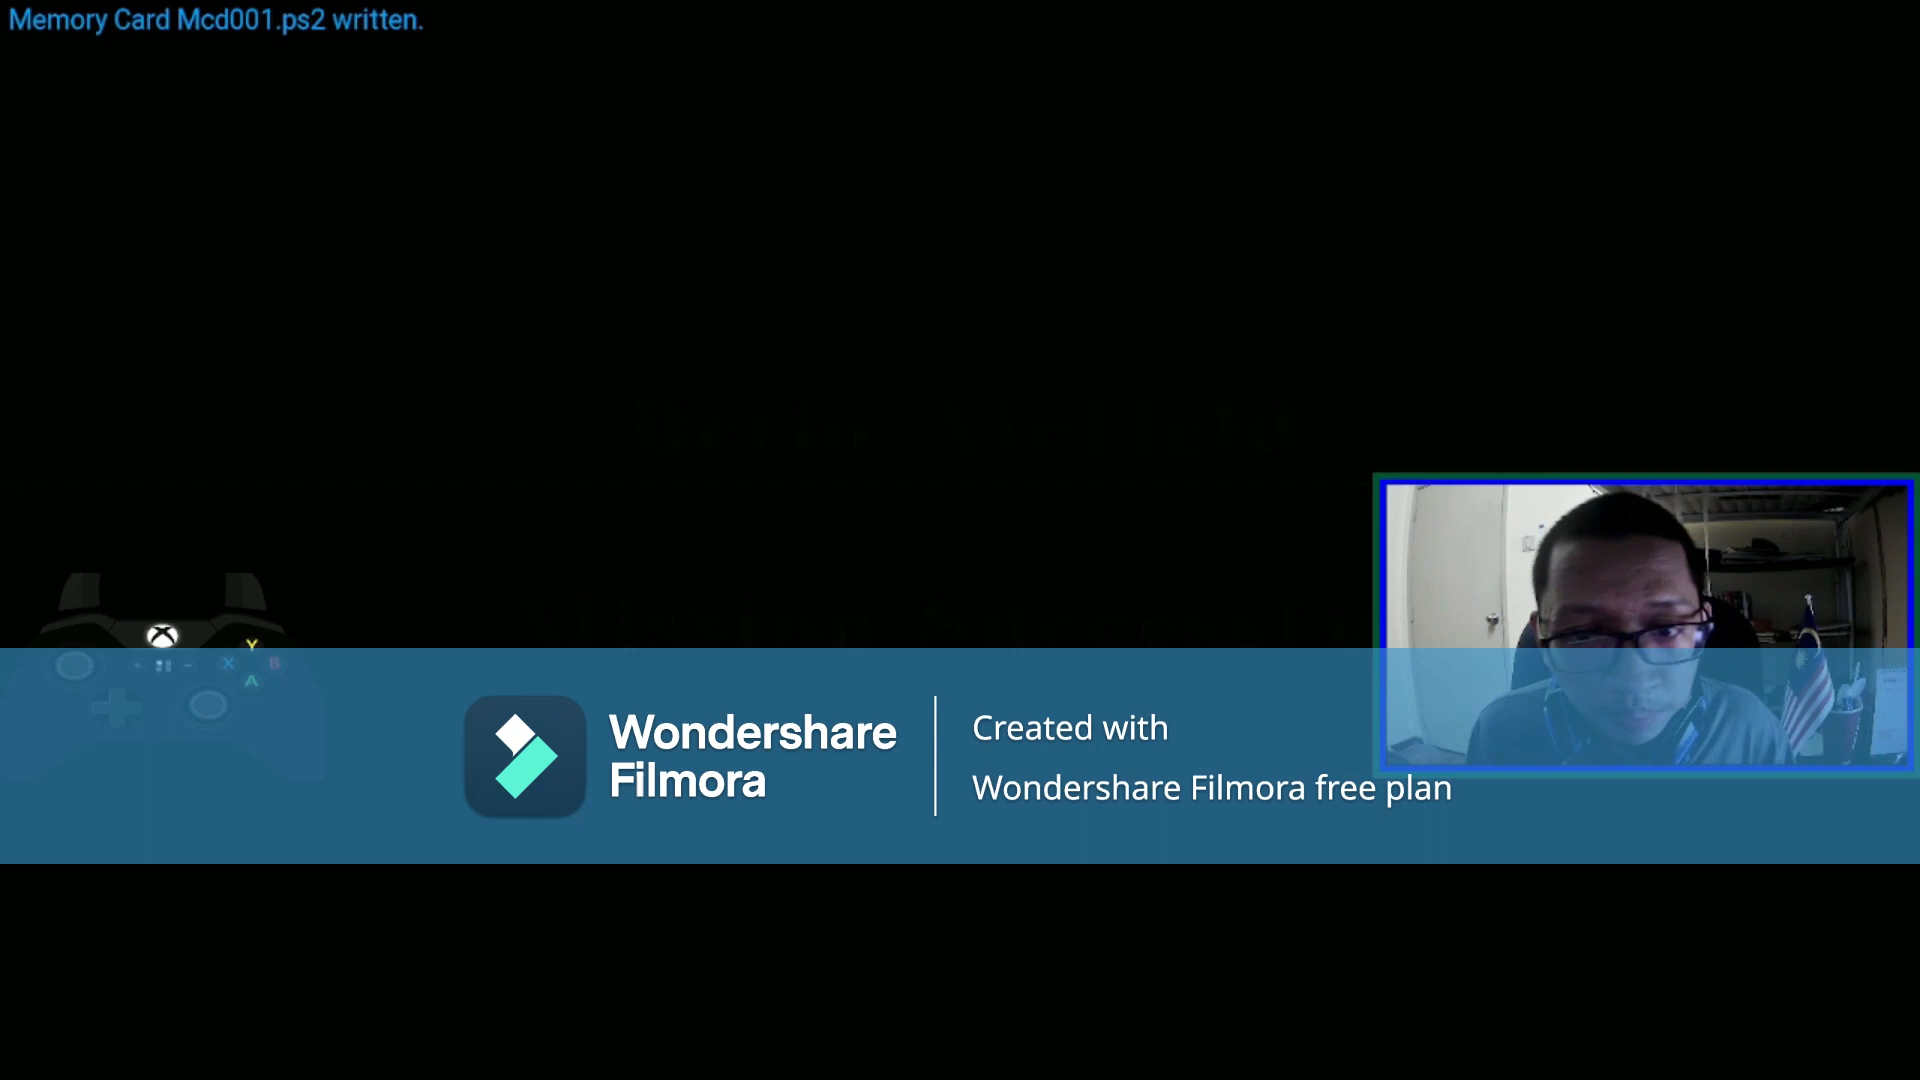 Memory Card Mcd001.ps2 written.
Y
X B
A
Wondershare
Filmora
Created with
Wondershare Filmora free plan